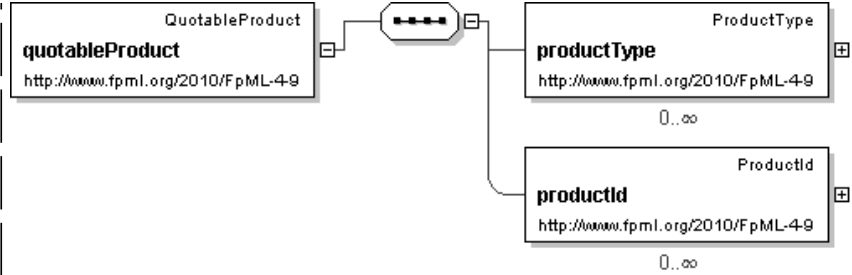 QuotableProduct
quotableProduct
http://www.fpml.org/2010/FpML-4-9
ProductType
productType
http://www.fpml.org/2010/FpML-4-9
0..∞
ProductId
productId
http://www.fpml.org/2010/FpML-4-9
0..∞